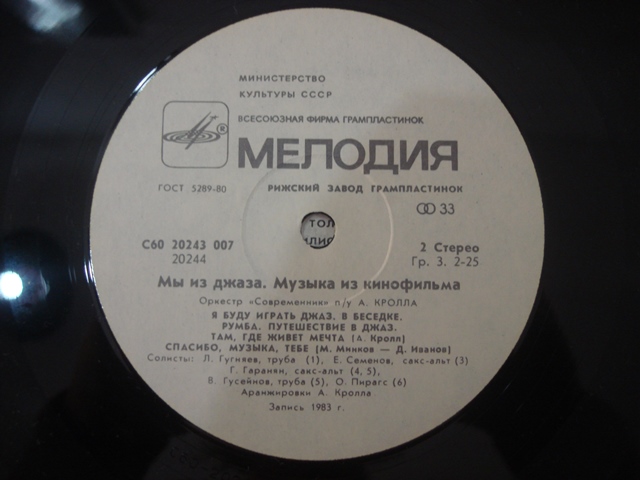 МИНИСТЕРСТВО
КУЛЬТУРЫ СССР
ВСЕСОЮЗНАЯ ФИРМА ГРАМПЛАСТИНОК
® МЕЛОДИЯ
ГОСТ 5289-80 РИЖСКИЙ ЗАВОД ГРАМПЛАСТИНОК 33
ТОЛ
С60 20243 007 2 Стерео
20244 Гр. 3. 2-25
Мы из джаза. Музыка из кинофильма
Оркестр «Современник» п/у А. КРОЛЛА
Я БУДУ ИГРАТЬ ДЖАЗ. В БЕСЕДКЕ.
РУМБА. ПУТЕШЕСТВИЕ В ДЖАЗ.
ТАМ, ГДЕ ЖИВЕТ МЕЧТА (А. Кролл)
СПАСИБО, МУЗЫКА, ТЕБЕ (М. Минков — Д. Иванов)
Солисты: Л. Гугняев, труба (1), Е. Семенов, сакс-альт (3)
Г. Гаранян, сакс-альт (4, 5),
В. Гусейнов, труба (5), О. Пирагс (6)
Аранжировки А. Кролла
Запись 1983 г.